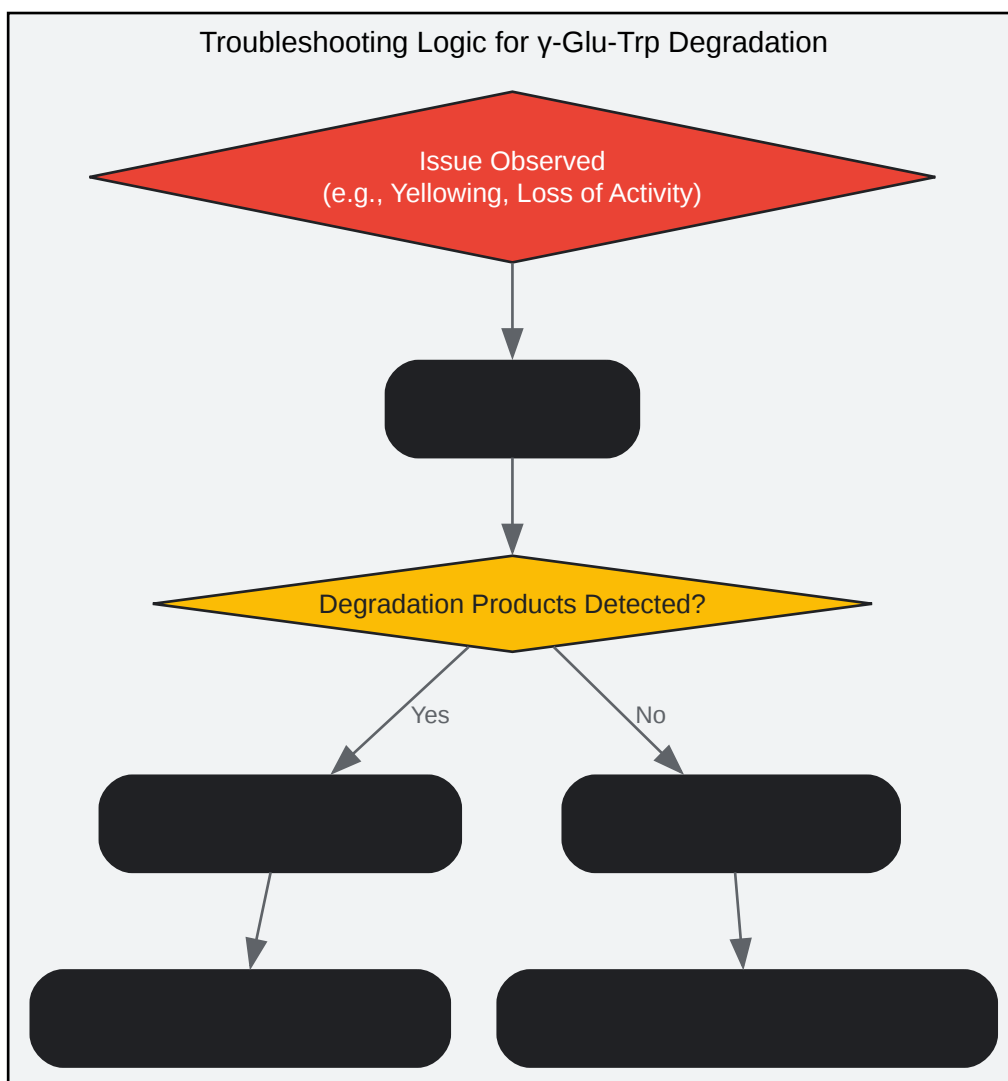 Troubleshooting Logic for γ-Glu-Trp Degradation
Issue Observed
(e.g., Yellowing, Loss of Activity)
Degradation Products Detected?
Yes
No